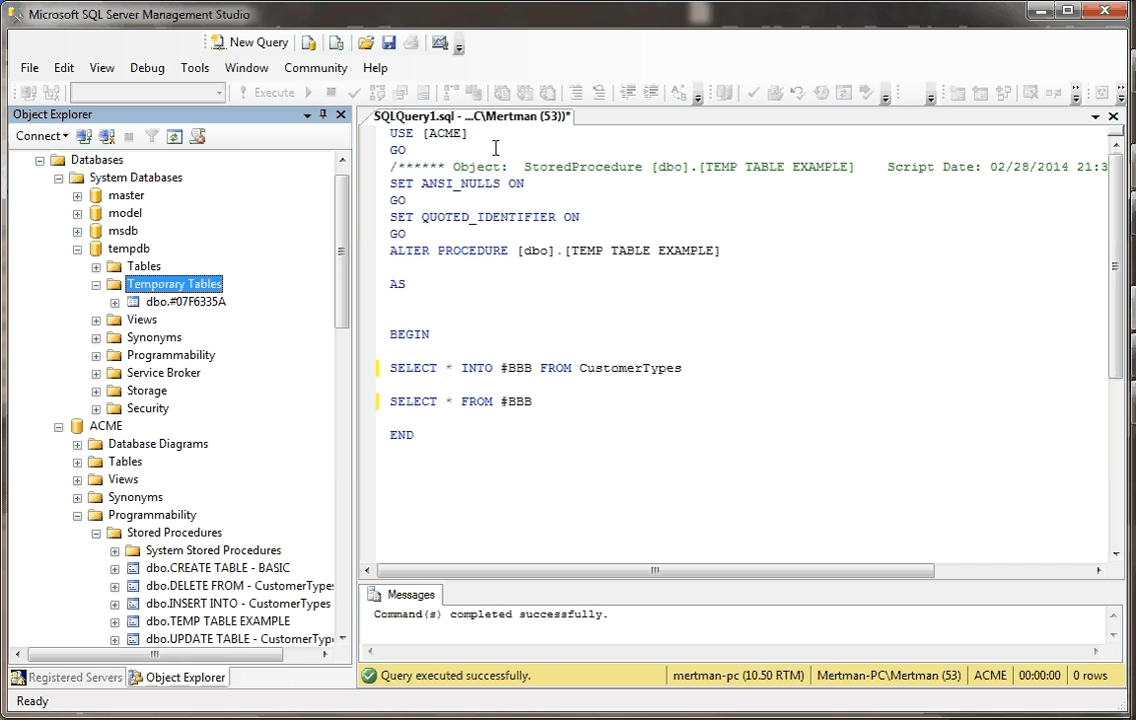 Microsoft SQL Server Management Studio
New Query
File Edit View Debug Tools Window Community Help
Execute
Object Explorer
SQLQuery1.sql - ...C\Mertman (53))*
Connect
Databases
System Databases
master
model
msdb
tempdb
Tables
Temporary Tables
dbo.#07F6335A
Views
Synonyms
Programmability
Service Broker
Storage
Security
ACME
Database Diagrams
Tables
Views
Synonyms
Programmability
Stored Procedures
System Stored Procedures
dbo.CREATE TABLE - BASIC
dbo.DELETE FROM - CustomerTypes
dbo.INSERT INTO - CustomerTypes
dbo.TEMP TABLE EXAMPLE
dbo.UPDATE TABLE - CustomerTyp
USE [ACME]
GO
/****** Object:  StoredProcedure [dbo].[TEMP TABLE EXAMPLE]    Script Date: 02/28/2014 21:3
SET ANSI_NULLS ON
GO
SET QUOTED_IDENTIFIER ON
GO
ALTER PROCEDURE [dbo].[TEMP TABLE EXAMPLE]
AS
BEGIN
SELECT * INTO #BBB FROM CustomerTypes
SELECT * FROM #BBB
END
Messages
Command(s) completed successfully.
Registered Servers
Object Explorer
Query executed successfully.
mertman-pc (10.50 RTM)
Mertman-PC\Mertman (53)
ACME
00:00:00
0 rows
Ready